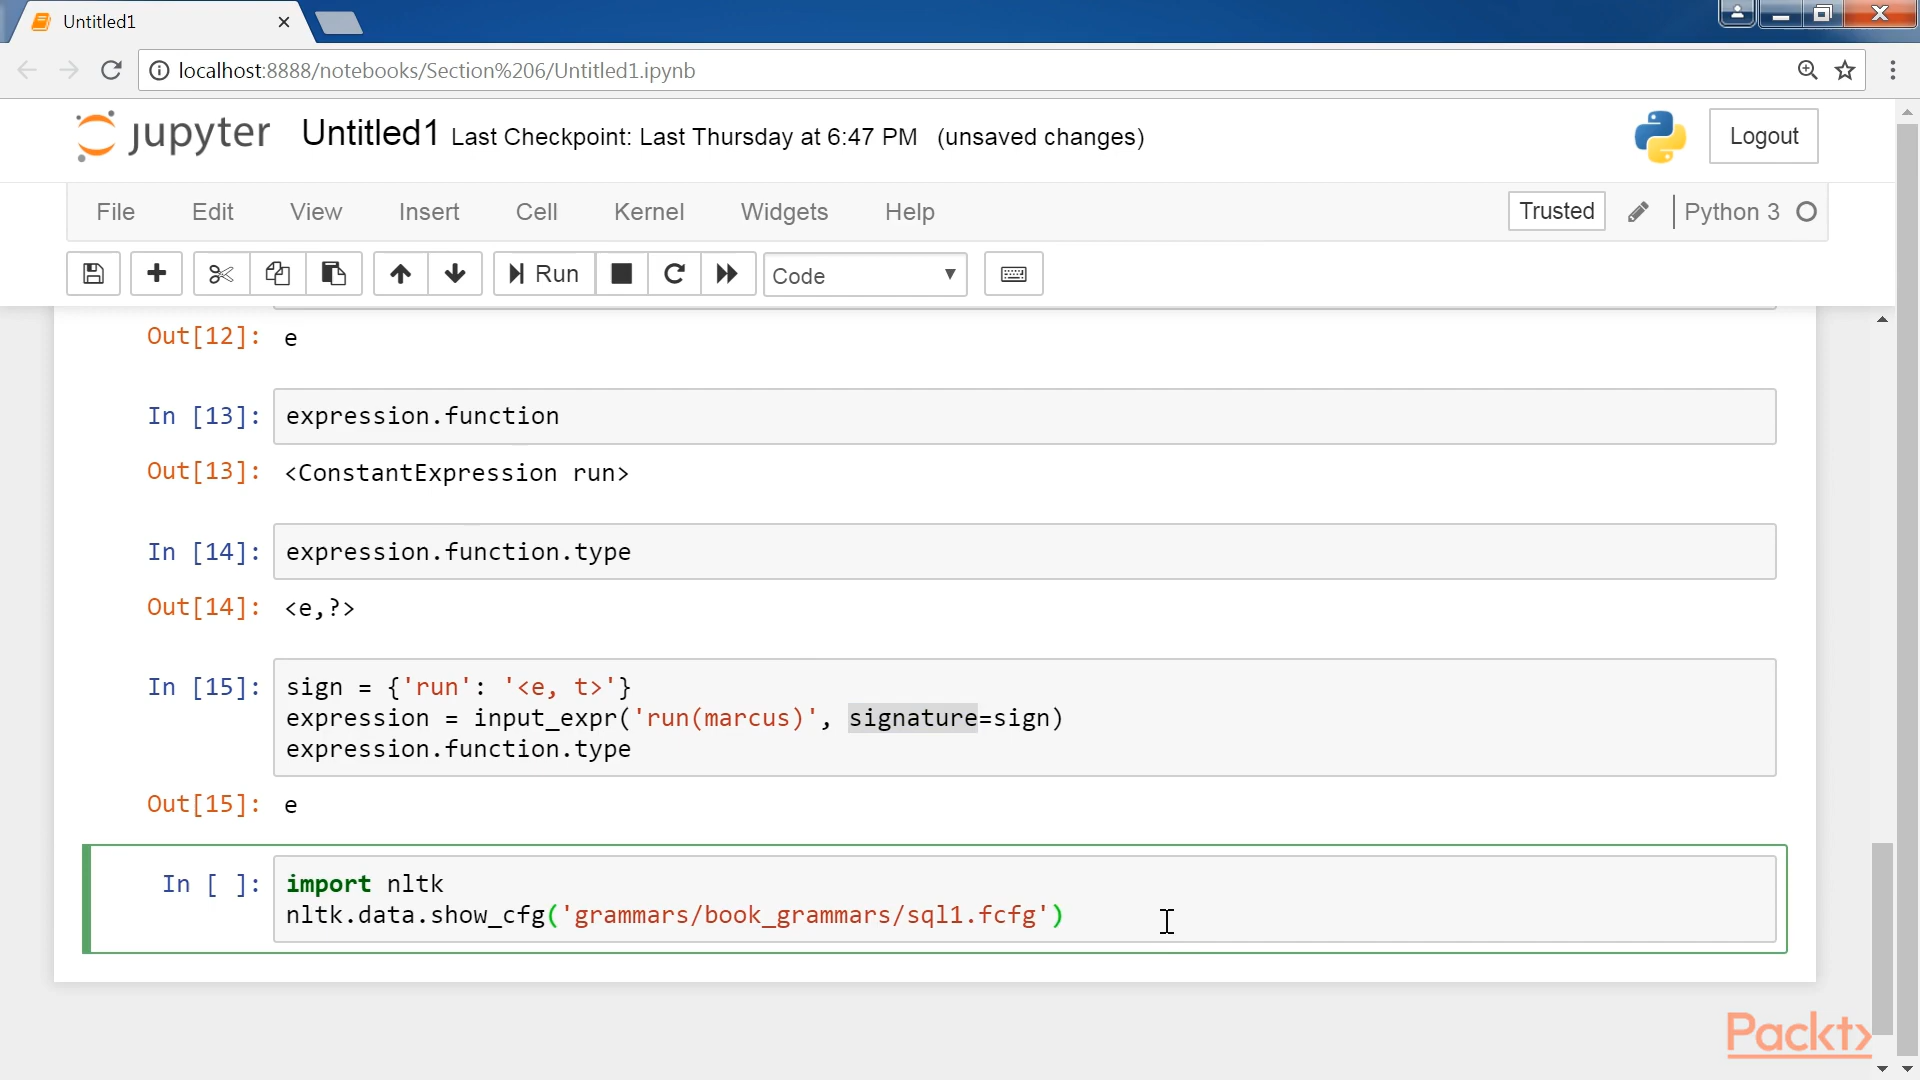 Untitled1
localhost:8888/notebooks/Section%206/Untitled1.ipynb
jupyter Untitled1 Last Checkpoint: Last Thursday at 6:47 PM (unsaved changes) Logout
File Edit View Insert Cell Kernel Widgets Help Trusted Python 3
Run Code
Out[12]: e
In [13]: expression.function
Out[13]: <ConstantExpression run>
In [14]: expression.function.type
Out[14]: <e,?>
In [15]: sign = {'run': '<e, t>'}
expression = input_expr('run(marcus)', signature=sign)
expression.function.type
Out[15]: e
In [ ]: import nltk
nltk.data.show_cfg('grammars/book_grammars/sql1.fcfg')
Packt>